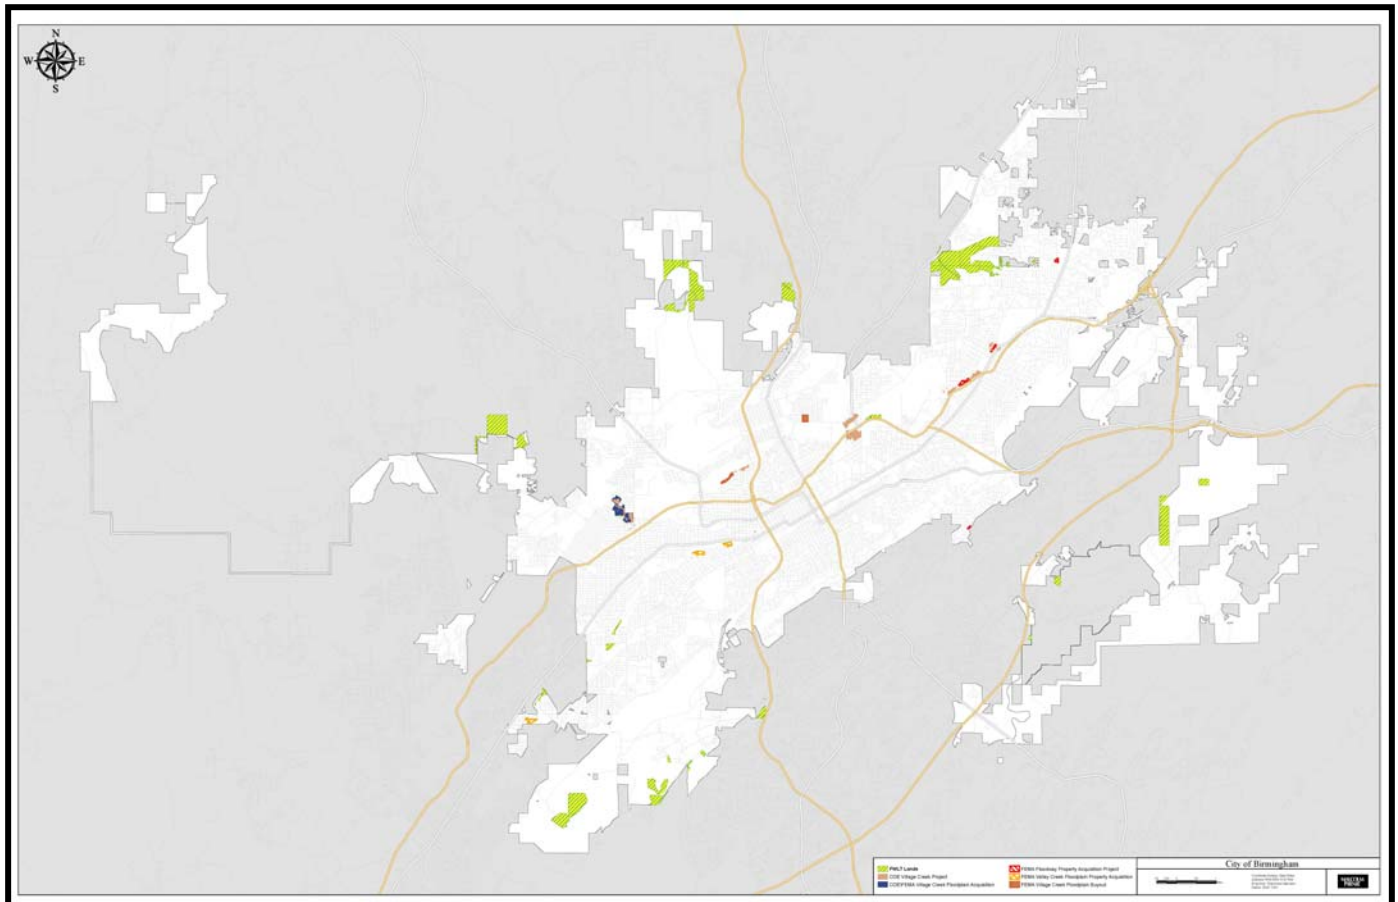 N
W E
S
City of Birmingham
FWLT Lands
COE Village Creek Project
COE/FEMA Village Creek Floodplain Acquisition
FEMA Floodway Property Acquisition Project
FEMA Valley Creek Floodplain Property Acquisition
FEMA Village Creek Floodplain Buyout